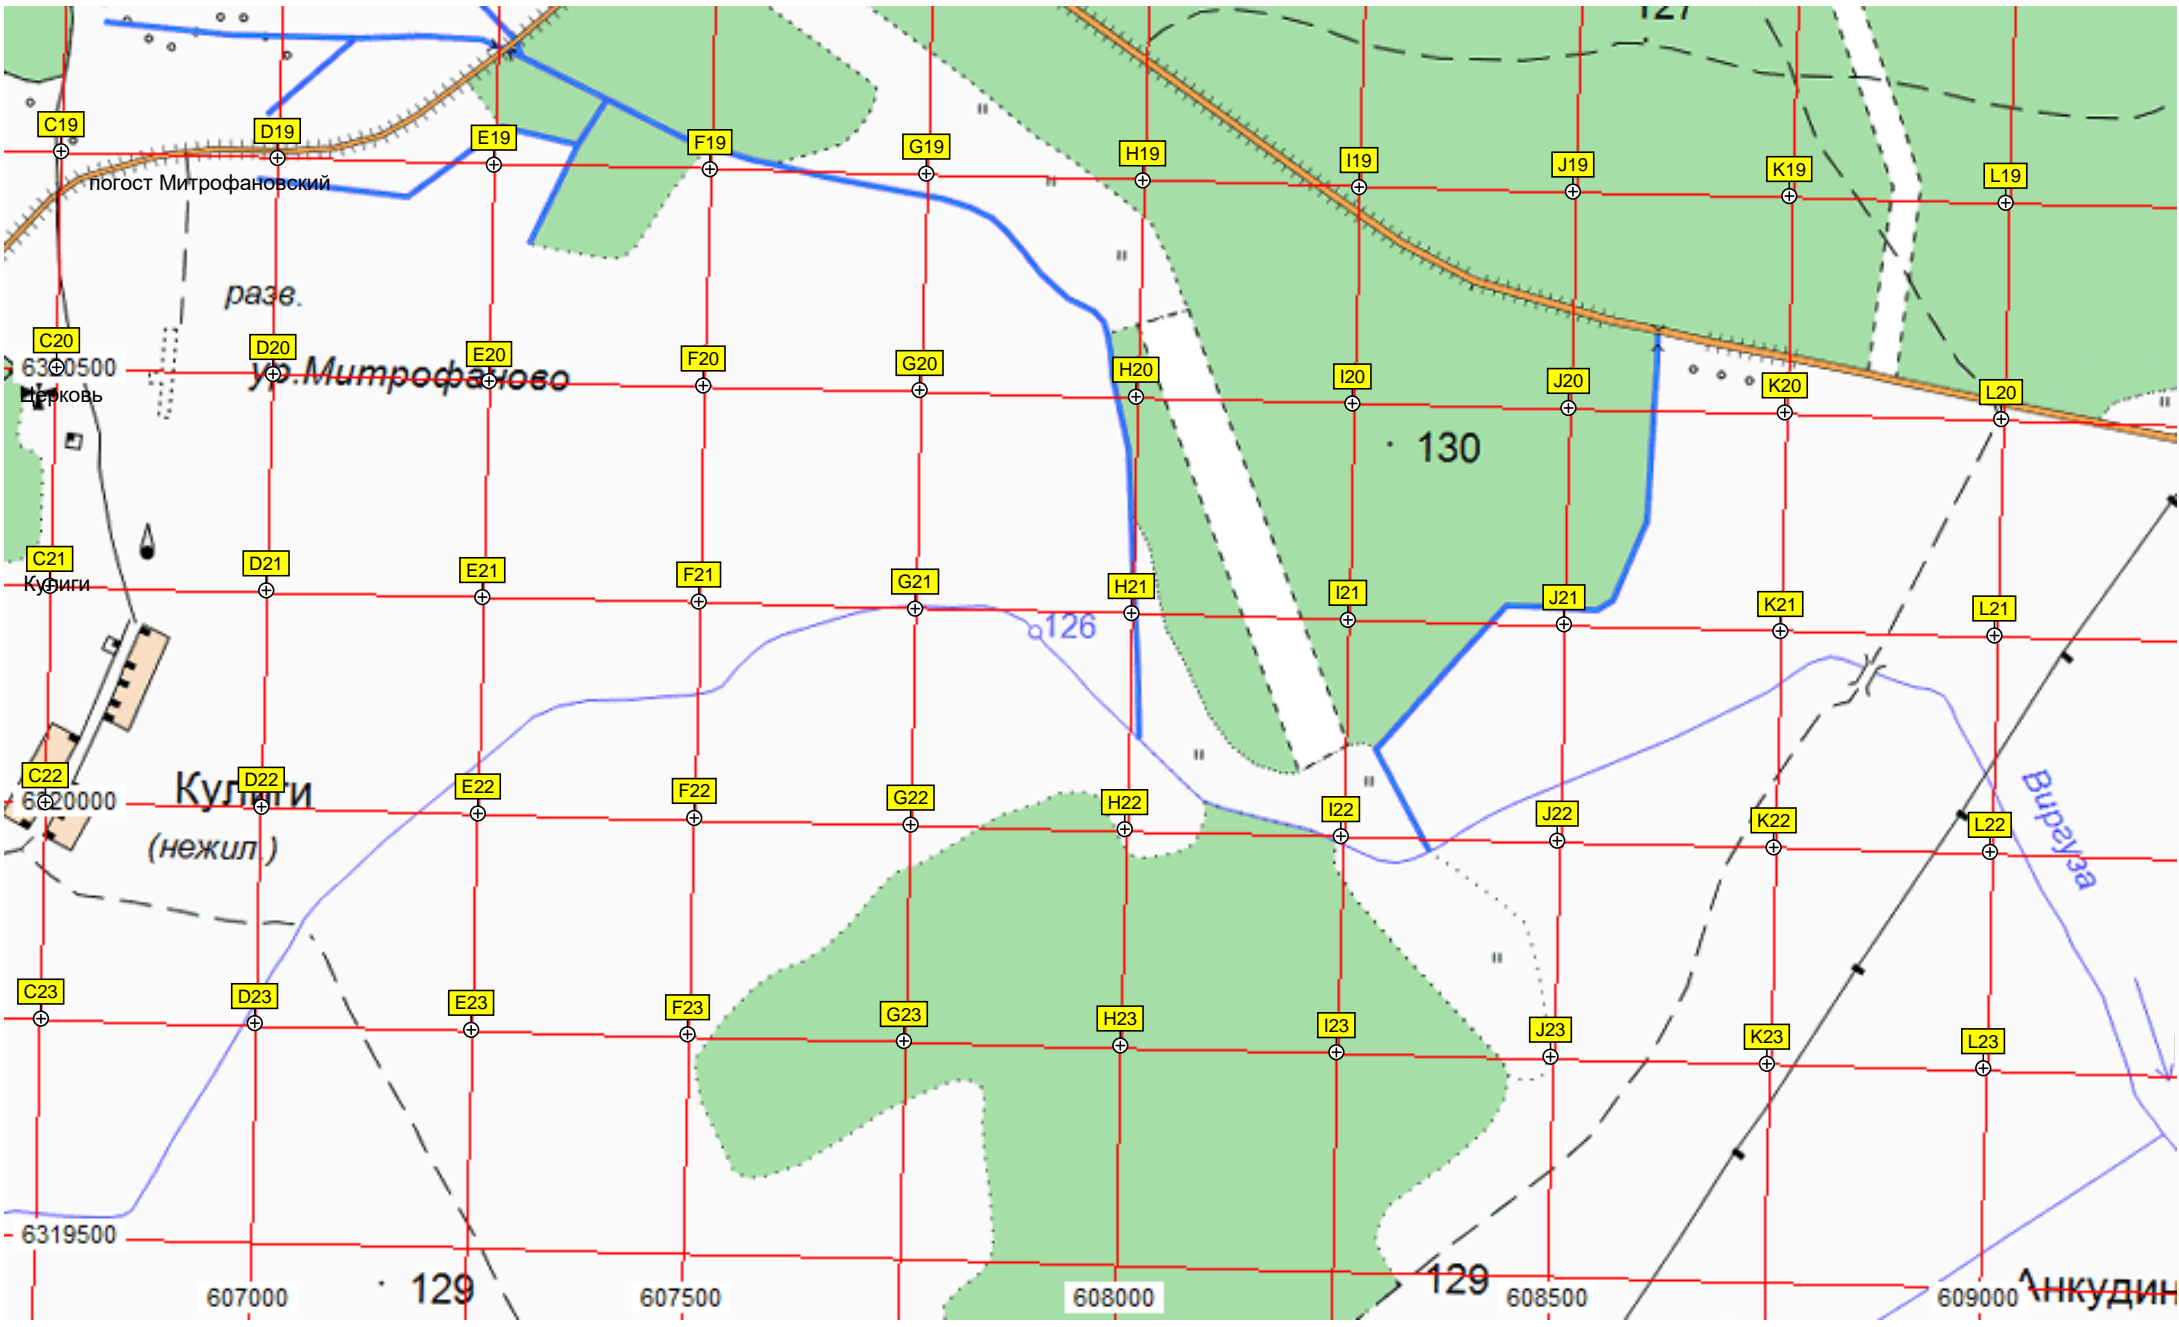 127
C19 D19 E19 F19 G19 H19 I19 J19 K19 L19
погост Митрофановский
разв.
C20 D20 E20 F20 G20 H20 I20 J20 K20 L20
ур.Митрофаново
Церковь
130
C21 D21 E21 F21 G21 H21 I21 J21 K21 L21
Кулиги
126
C22 D22 E22 F22 G22 H22 I22 J22 K22 L22
6320000
Кулиги
(нежил.)
Виргуза
C23 D23 E23 F23 G23 H23 I23 J23 K23 L23
6319500
129
129
Анкудин
607000 607500 608000 608500 609000